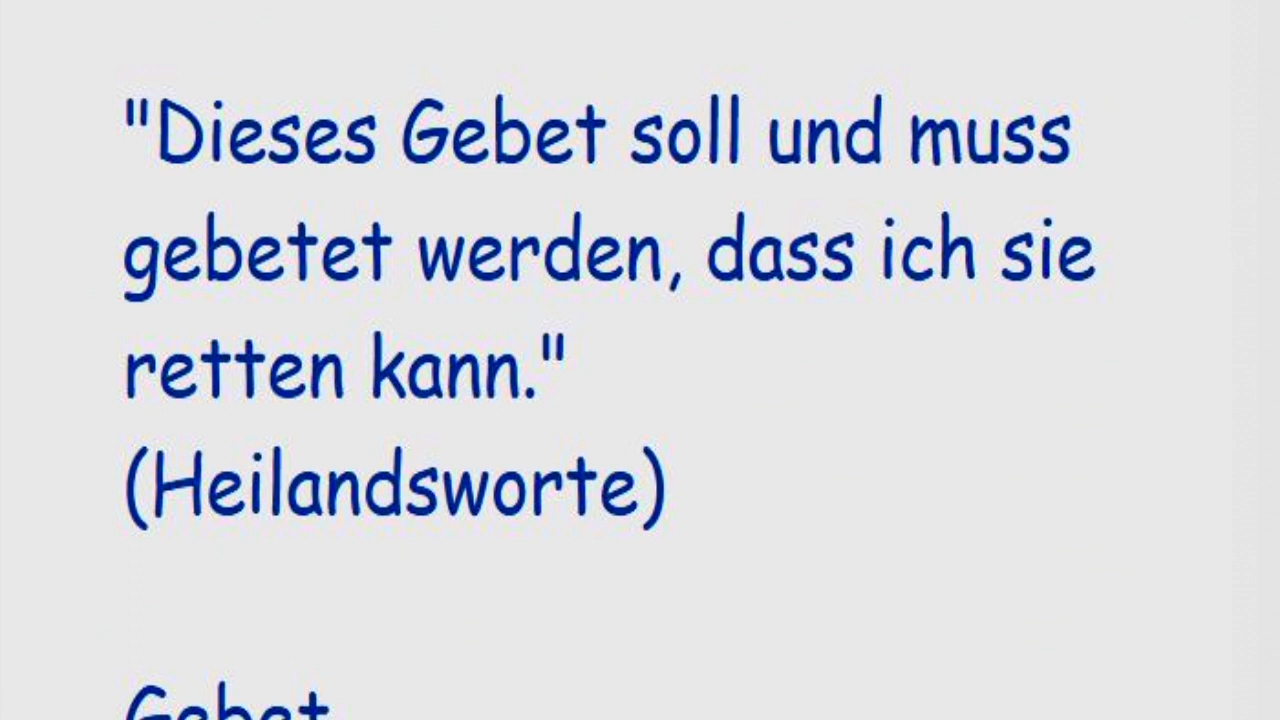 "Dieses Gebet soll und muss
gebetet werden, dass ich sie
retten kann."
(Heilandsworte)
Gebet